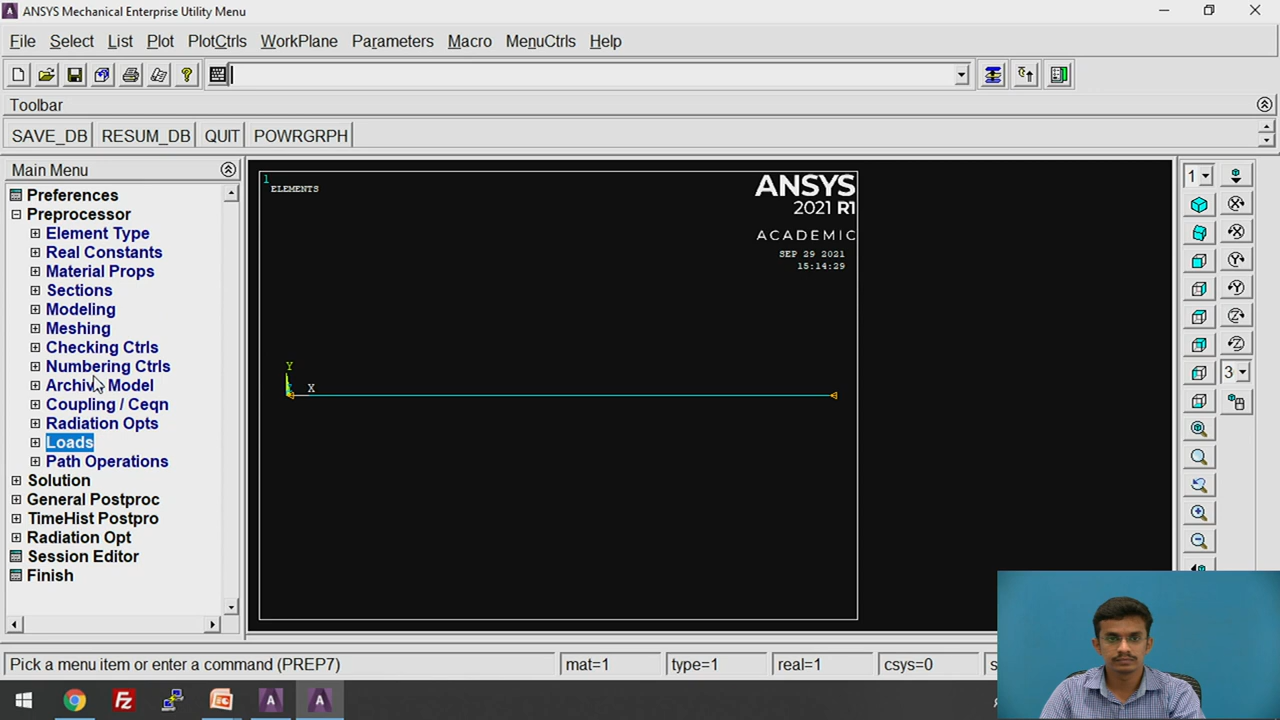 ANSYS Mechanical Enterprise Utility Menu
File Select List Plot PlotCtrls WorkPlane Parameters Macro MenuCtrls Help
Toolbar
SAVE_DB RESUM_DB QUIT POWRGRPH
Main Menu
Preferences
Preprocessor
Element Type
Real Constants
Material Props
Sections
Modeling
Meshing
Checking Ctrls
Numbering Ctrls
Archive Model
Coupling / Ceqn
Radiation Opts
Loads
Path Operations
Solution
General Postproc
TimeHist Postpro
Radiation Opt
Session Editor
Finish
1
ELEMENTS
ANSYS
2021 R1
ACADEMIC
SEP 29 2021
15:14:29
Y
X
1
3
Pick a menu item or enter a command (PREP7) mat=1 type=1 real=1 csys=0 s